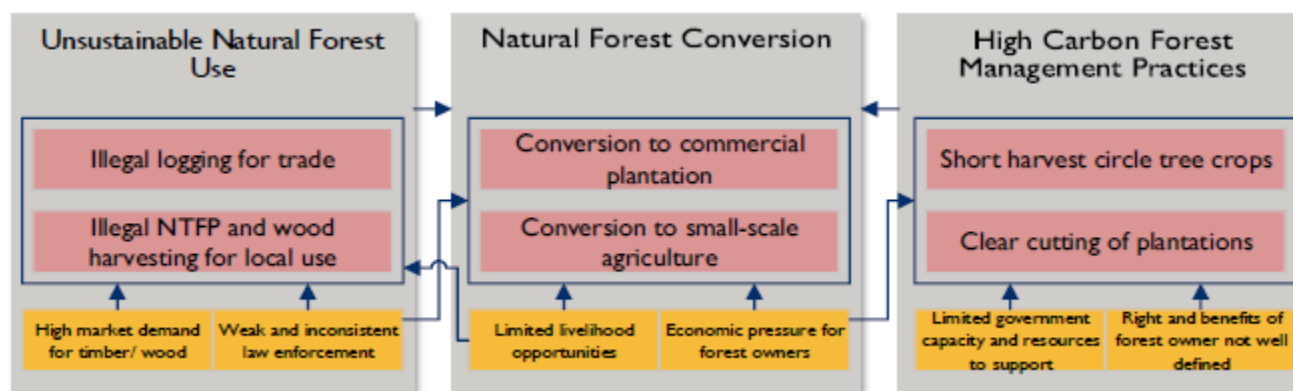 Unsustainable Natural Forest
Use
Illegal logging for trade
Illegal NTFP and wood
harvesting for local use
High market demand
for timber/ wood
Weak and inconsistent
law enforcement
Natural Forest Conversion
Conversion to commercial
plantation
Conversion to small-scale
agriculture
Limited livelihood
opportunities
Economic pressure for
forest owners
High Carbon Forest
Management Practices
Short harvest circle tree crops
Clear cutting of plantations
Limited government
capacity and resources
to support
Right and benefits of
forest owner not well
defined